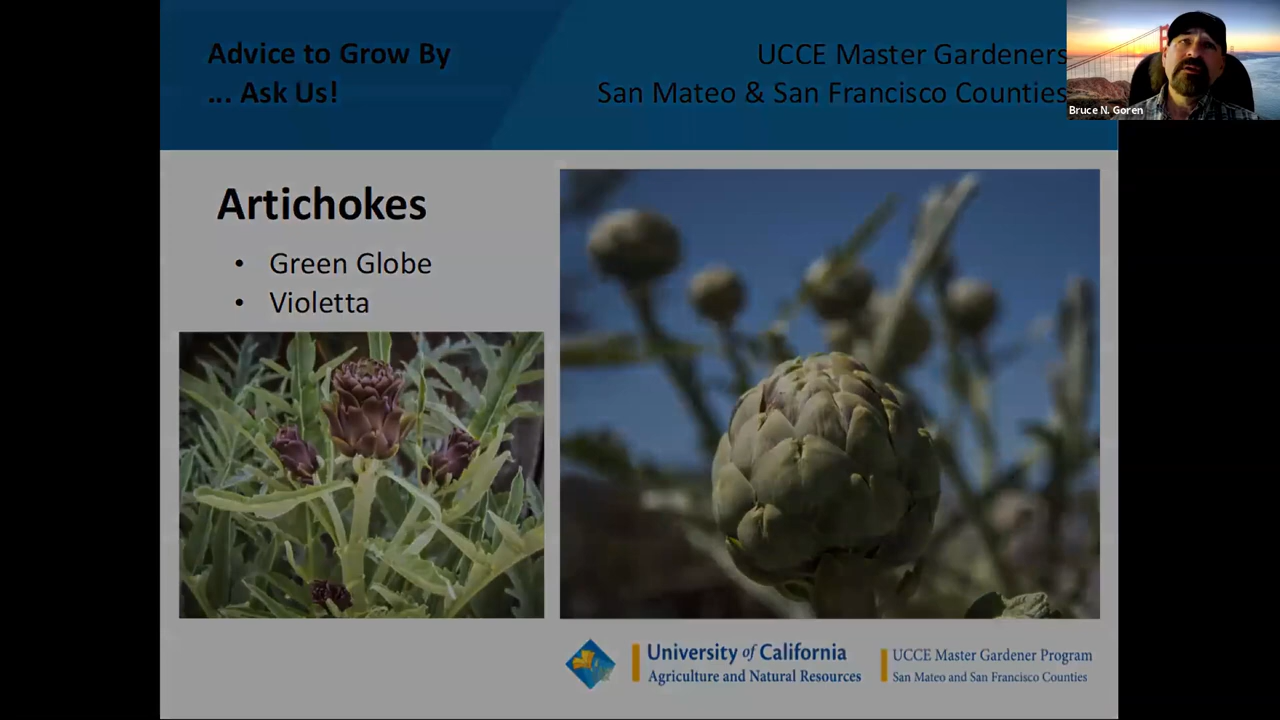 Advice to Grow By
... Ask Us!
UCCE Master Gardeners
San Mateo & San Francisco Counties
Bruce N. Goren
Artichokes
• Green Globe
• Violetta
University of California
Agriculture and Natural Resources
UCCE Master Gardener Program
San Mateo and San Francisco Counties